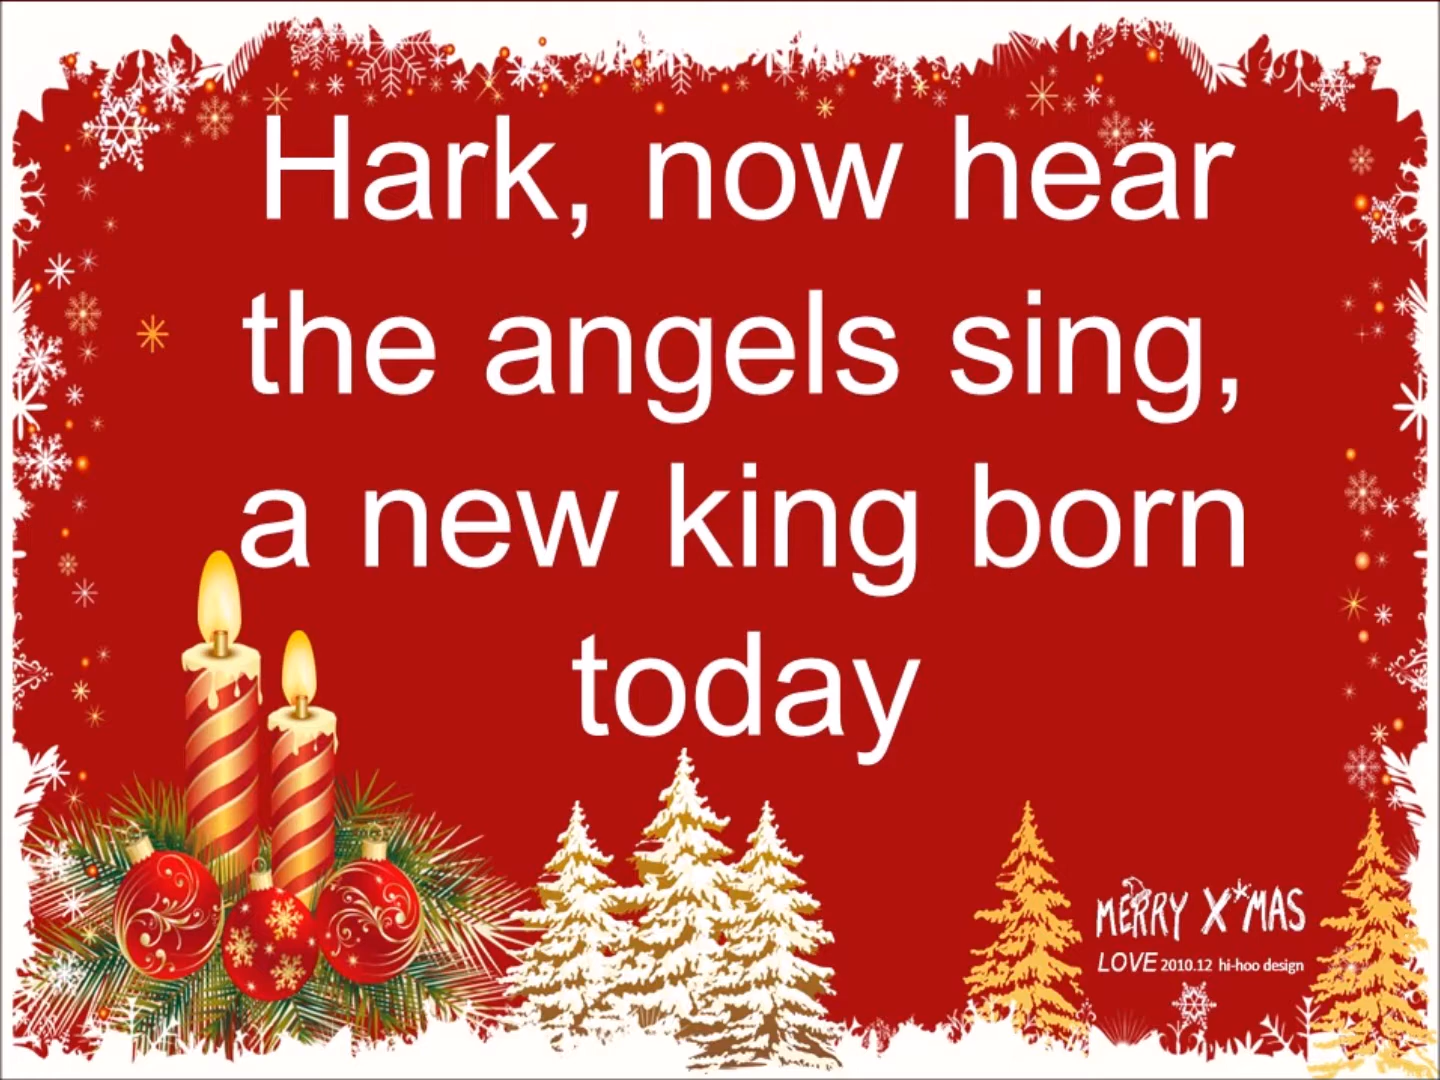 Hark, now hear
the angels sing,
a new king born
today
MERRY X*MAS
LOVE 2010.12 hi-hoo design